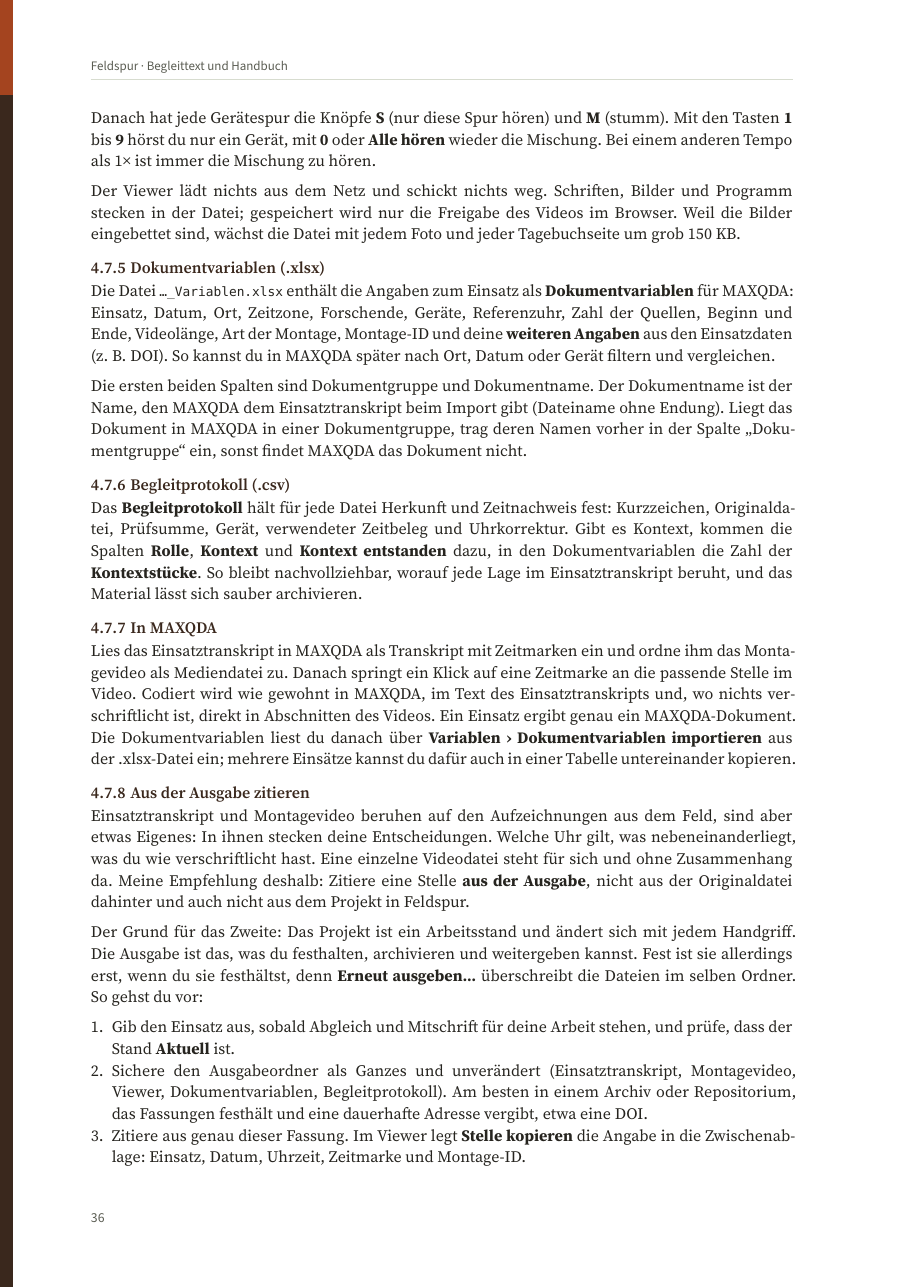 Feldspur · Begleittext und Handbuch
Danach hat jede Gerätespur die Knöpfe S (nur diese Spur hören) und M (stumm). Mit den Tasten 1
bis 9 hörst du nur ein Gerät, mit 0 oder Alle hören wieder die Mischung. Bei einem anderen Tempo
als 1× ist immer die Mischung zu hören.
Der Viewer lädt nichts aus dem Netz und schickt nichts weg. Schriften, Bilder und Programm
stecken in der Datei; gespeichert wird nur die Freigabe des Videos im Browser. Weil die Bilder
eingebettet sind, wächst die Datei mit jedem Foto und jeder Tagebuchseite um grob 150 KB.
4.7.5 Dokumentvariablen (.xlsx)
Die Datei …_Variablen.xlsx enthält die Angaben zum Einsatz als Dokumentvariablen für MAXQDA:
Einsatz, Datum, Ort, Zeitzone, Forschende, Geräte, Referenzuhr, Zahl der Quellen, Beginn und
Ende, Videolänge, Art der Montage, Montage-ID und deine weiteren Angaben aus den Einsatzdaten
(z. B. DOI). So kannst du in MAXQDA später nach Ort, Datum oder Gerät filtern und vergleichen.
Die ersten beiden Spalten sind Dokumentgruppe und Dokumentname. Der Dokumentname ist der
Name, den MAXQDA dem Einsatztranskript beim Import gibt (Dateiname ohne Endung). Liegt das
Dokument in MAXQDA in einer Dokumentgruppe, trag deren Namen vorher in der Spalte „Doku-
mentgruppe“ ein, sonst findet MAXQDA das Dokument nicht.
4.7.6 Begleitprotokoll (.csv)
Das Begleitprotokoll hält für jede Datei Herkunft und Zeitnachweis fest: Kurzzeichen, Originalda-
tei, Prüfsumme, Gerät, verwendeter Zeitbeleg und Uhrkorrektur. Gibt es Kontext, kommen die
Spalten Rolle, Kontext und Kontext entstanden dazu, in den Dokumentvariablen die Zahl der
Kontextstücke. So bleibt nachvollziehbar, worauf jede Lage im Einsatztranskript beruht, und das
Material lässt sich sauber archivieren.
4.7.7 In MAXQDA
Lies das Einsatztranskript in MAXQDA als Transkript mit Zeitmarken ein und ordne ihm das Monta-
gevideo als Mediendatei zu. Danach springt ein Klick auf eine Zeitmarke an die passende Stelle im
Video. Codiert wird wie gewohnt in MAXQDA, im Text des Einsatztranskripts und, wo nichts ver-
schriftlicht ist, direkt in Abschnitten des Videos. Ein Einsatz ergibt genau ein MAXQDA-Dokument.
Die Dokumentvariablen liest du danach über Variablen › Dokumentvariablen importieren aus
der .xlsx-Datei ein; mehrere Einsätze kannst du dafür auch in einer Tabelle untereinander kopieren.
4.7.8 Aus der Ausgabe zitieren
Einsatztranskript und Montagevideo beruhen auf den Aufzeichnungen aus dem Feld, sind aber
etwas Eigenes: In ihnen stecken deine Entscheidungen. Welche Uhr gilt, was nebeneinanderliegt,
was du wie verschriftlicht hast. Eine einzelne Videodatei steht für sich und ohne Zusammenhang
da. Meine Empfehlung deshalb: Zitiere eine Stelle aus der Ausgabe, nicht aus der Originaldatei
dahinter und auch nicht aus dem Projekt in Feldspur.
Der Grund für das Zweite: Das Projekt ist ein Arbeitsstand und ändert sich mit jedem Handgriff.
Die Ausgabe ist das, was du festhalten, archivieren und weitergeben kannst. Fest ist sie allerdings
erst, wenn du sie festhältst, denn Erneut ausgeben… überschreibt die Dateien im selben Ordner.
So gehst du vor:
1. Gib den Einsatz aus, sobald Abgleich und Mitschrift für deine Arbeit stehen, und prüfe, dass der
Stand Aktuell ist.
2. Sichere den Ausgabeordner als Ganzes und unverändert (Einsatztranskript, Montagevideo,
Viewer, Dokumentvariablen, Begleitprotokoll). Am besten in einem Archiv oder Repositorium,
das Fassungen festhält und eine dauerhafte Adresse vergibt, etwa eine DOI.
3. Zitiere aus genau dieser Fassung. Im Viewer legt Stelle kopieren die Angabe in die Zwischenab-
lage: Einsatz, Datum, Uhrzeit, Zeitmarke und Montage-ID.
36